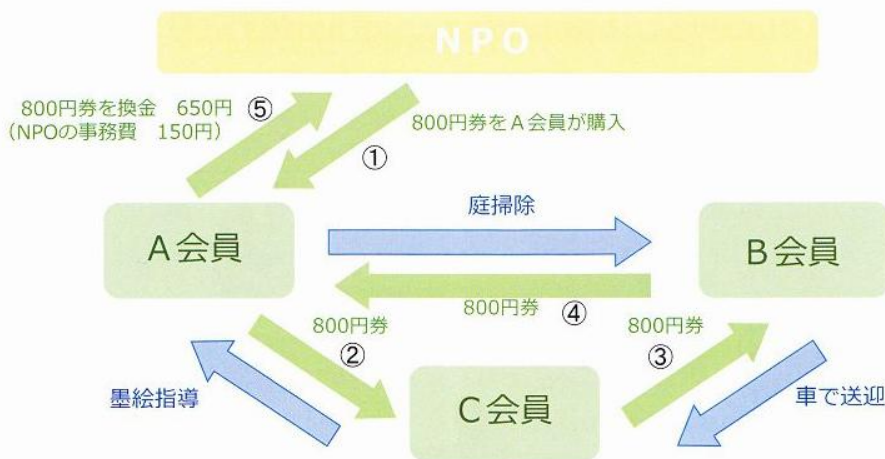 NPO
800円券を換金　650円
（NPOの事務費　150円）
⑤
800円券をA会員が購入
①
庭掃除
A会員
B会員
800円券
④
800円券
②
800円券
③
墨絵指導
C会員
車で送迎